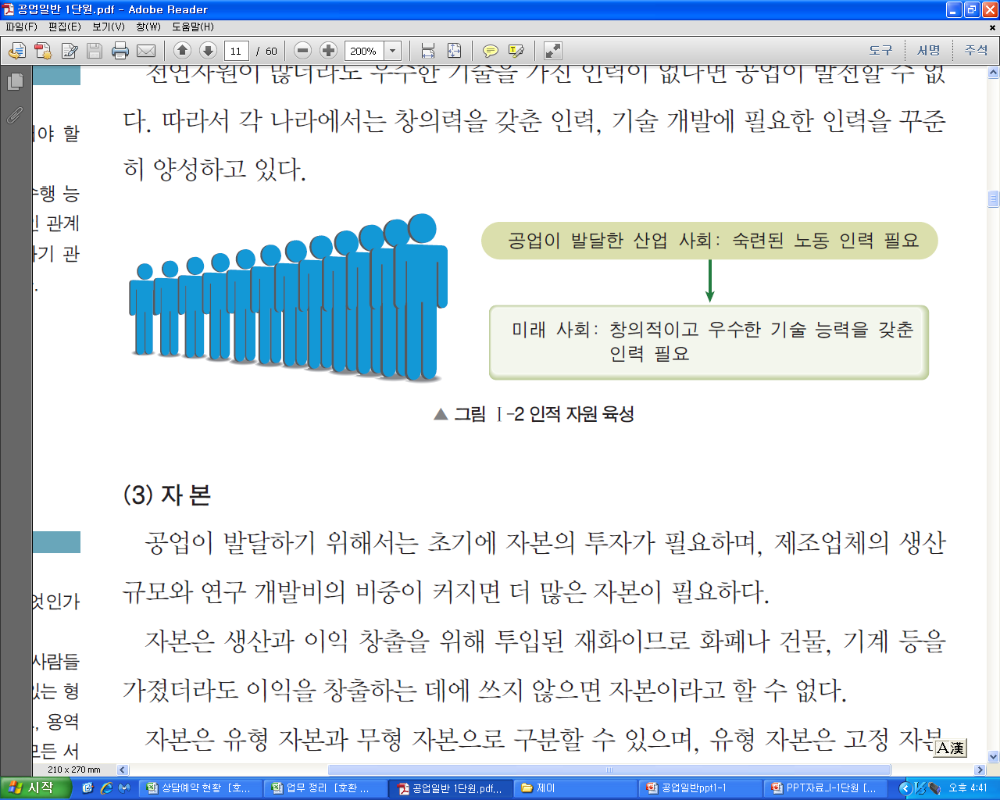 공업일반 1단원.pdf - Adobe Reader
파일(F) 편집(E) 보기(V) 창(W) 도움말(H)
11 / 60 200% 도구 서명 주석
천연자원이 많더라도 우수한 기술을 가진 인력이 없다면 공업이 발전할 수 없
다. 따라서 각 나라에서는 창의력을 갖춘 인력, 기술 개발에 필요한 인력을 꾸준
히 양성하고 있다.
야 할
행 능
관계
기 관
공업이 발달한 산업 사회: 숙련된 노동 인력 필요
미래 사회: 창의적이고 우수한 기술 능력을 갖춘
인력 필요
▲ 그림 Ⅰ-2 인적 자원 육성
(3) 자 본
공업이 발달하기 위해서는 초기에 자본의 투자가 필요하며, 제조업체의 생산
규모와 연구 개발비의 비중이 커지면 더 많은 자본이 필요하다.
자본은 생산과 이익 창출을 위해 투입된 재화이므로 화폐나 건물, 기계 등을
가졌더라도 이익을 창출하는 데에 쓰지 않으면 자본이라고 할 수 없다.
자본은 유형 자본과 무형 자본으로 구분할 수 있으며, 유형 자본은 고정 자본
엇인가
사람들
있는 형
, 용역
모든 서
A漢
210 x 270 mm
시작 상담예약 현황 [호... 업무 정리 [호환 ... 공업일반 1단원.pdf... 제이 공업일반ppt1-1 PPT자료_I-1단원 [... 오후 4:41